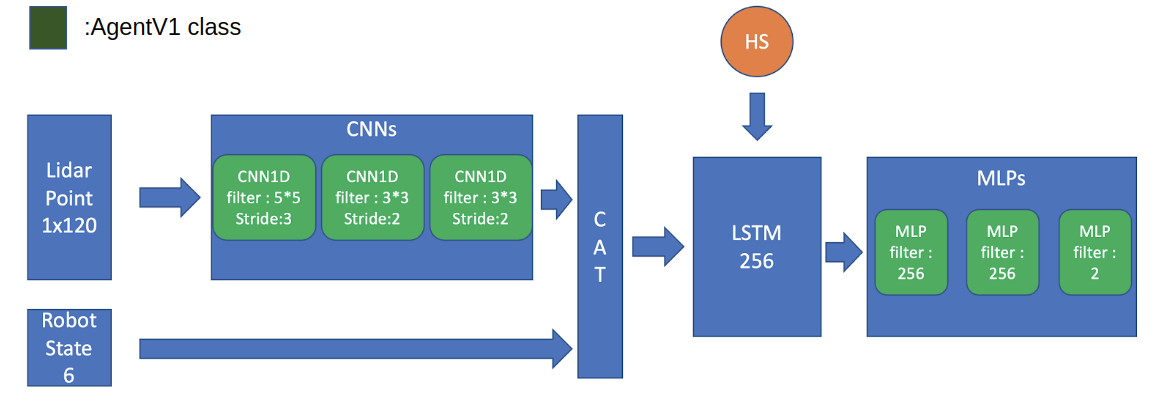 :AgentV1 class
HS
Lidar
Point
1x120
CNNs
CNN1D
filter : 5*5
Stride:3
CNN1D
filter : 3*3
Stride:2
CNN1D
filter : 3*3
Stride:2
Robot
State
6
C
A
T
LSTM
256
MLPs
MLP
filter :
256
MLP
filter :
256
MLP
filter :
2